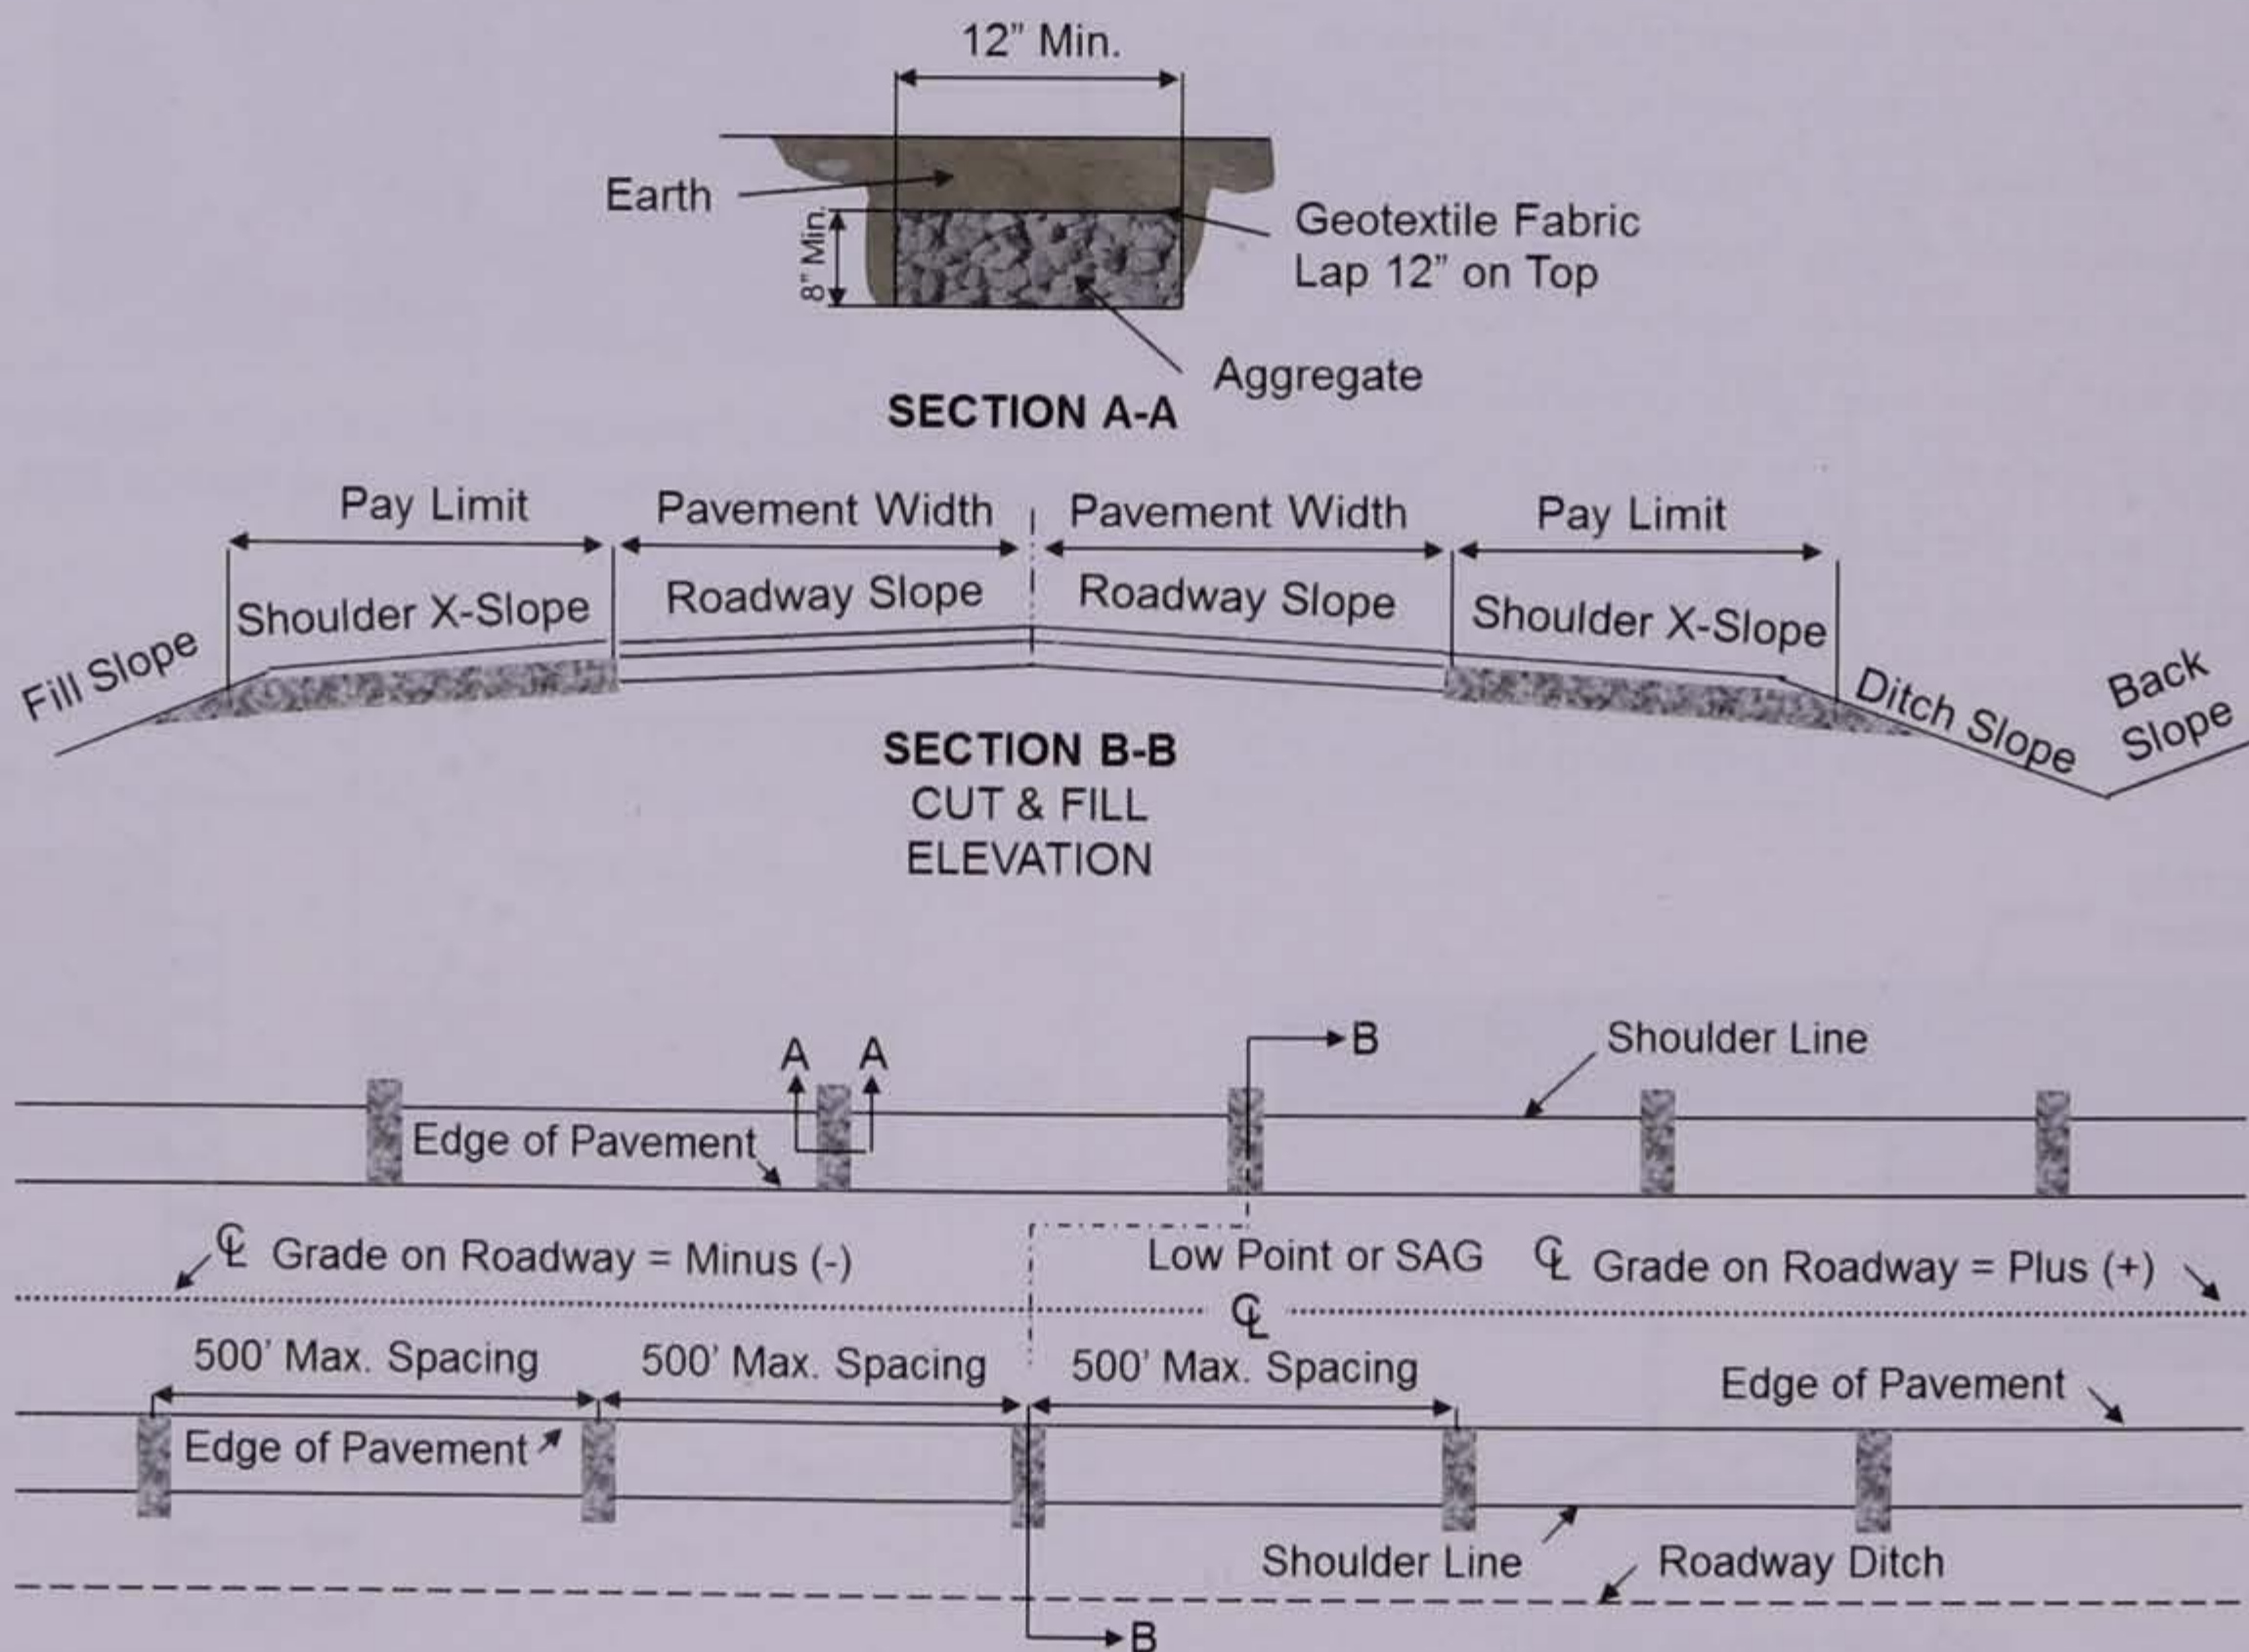 12” Min.
Earth
8” Min.
Geotextile Fabric
Lap 12” on Top
Aggregate
SECTION A-A
Pay Limit
Pavement Width
Pavement Width
Pay Limit
Fill Slope
Shoulder X-Slope
Roadway Slope
Roadway Slope
Shoulder X-Slope
Ditch Slope
Back
Slope
SECTION B-B
CUT & FILL
ELEVATION
A A
B
Shoulder Line
Edge of Pavement
℄ Grade on Roadway = Minus (-)
Low Point or SAG
℄ Grade on Roadway = Plus (+)
℄
500’ Max. Spacing
500’ Max. Spacing
500’ Max. Spacing
Edge of Pavement
Edge of Pavement
Shoulder Line
Roadway Ditch
B